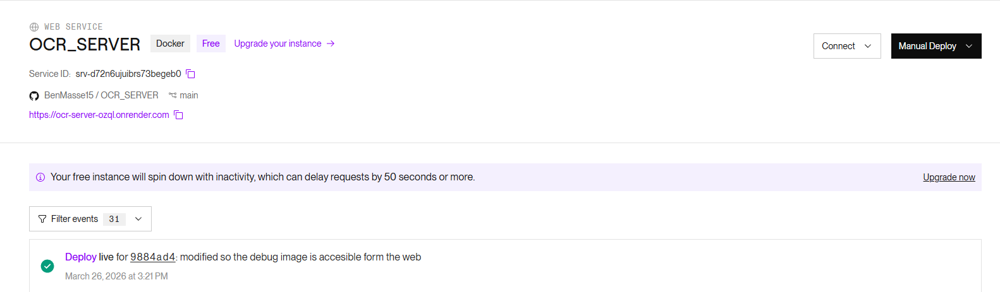 WEB SERVICE
OCR_SERVER Docker Free Upgrade your instance →
Connect Manual Deploy
Service ID: srv-d72n6ujuibrs73begeb0
BenMasse15 / OCR_SERVER main
https://ocr-server-ozql.onrender.com
Your free instance will spin down with inactivity, which can delay requests by 50 seconds or more. Upgrade now
Filter events 31
Deploy live for 9884ad4: modified so the debug image is accesible form the web
March 26, 2026 at 3:21 PM